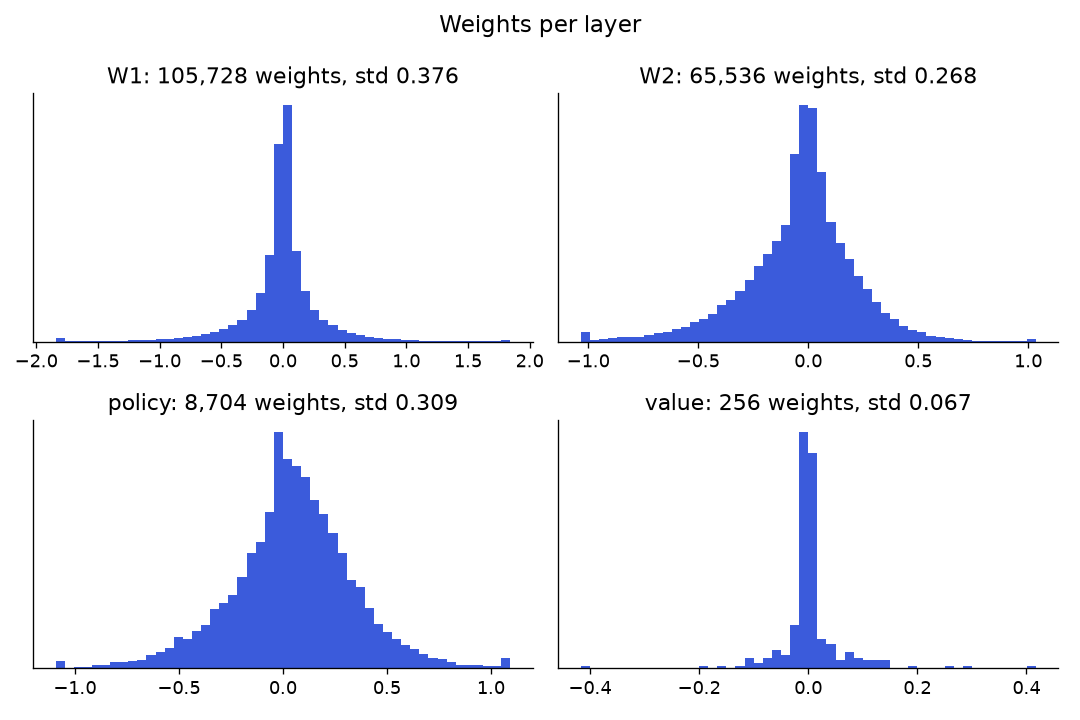 Weights per layer
W1: 105,728 weights, std 0.376
W2: 65,536 weights, std 0.268
−2.0 −1.5 −1.0 −0.5 0.0 0.5 1.0 1.5 2.0
−1.0 −0.5 0.0 0.5 1.0
policy: 8,704 weights, std 0.309
value: 256 weights, std 0.067
−1.0 −0.5 0.0 0.5 1.0
−0.4 −0.2 0.0 0.2 0.4